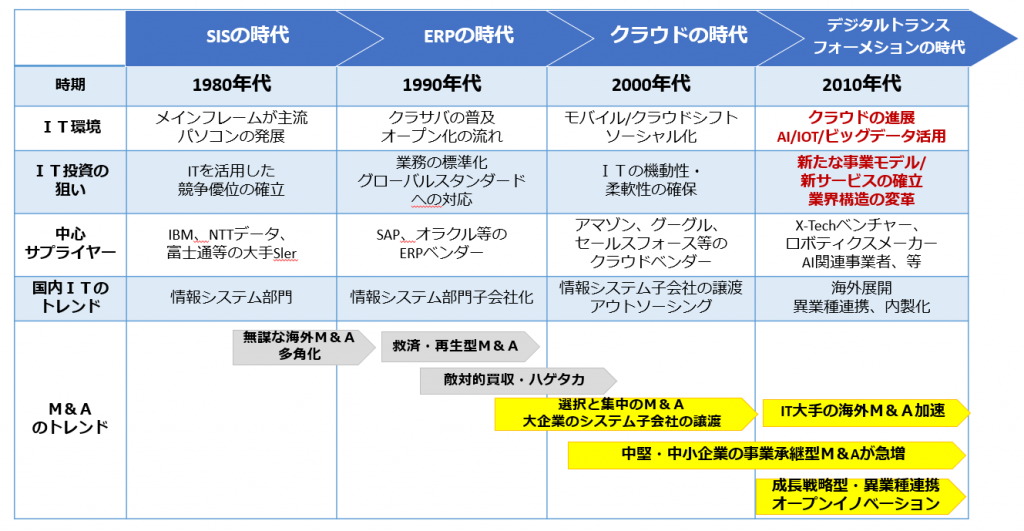 SISの時代
ERPの時代
クラウドの時代
デジタルトランス
フォーメションの時代
時期
1980年代
1990年代
2000年代
2010年代
ＩＴ環境
メインフレームが主流
パソコンの発展
クラサバの普及
オープン化の流れ
モバイル/クラウドシフト
ソーシャル化
クラウドの進展
AI/IOT/ビッグデータ活用
ＩＴ投資の
狙い
ITを活用した
競争優位の確立
業務の標準化
グローバルスタンダード
への対応
ＩＴの機動性・
柔軟性の確保
新たな事業モデル/
新サービスの確立
業界構造の変革
中心
サプライヤー
IBM、、NTTデータ、
富士通等の大手SIer
SAP、、オラクル等の
ERPベンダー
アマゾン、グーグル、
セールスフォース等の
クラウドベンダー
X-Techベンチャー、
ロボティクスメーカー
AI関連事業者、等
国内ＩＴの
トレンド
情報システム部門
情報システム部門子会社化
情報システム子会社の譲渡
アウトソーシング
海外展開
異業種連携、内製化
Ｍ＆Ａ
のトレンド
無謀な海外Ｍ＆Ａ
多角化
救済・再生型Ｍ＆Ａ
敵対的買収・ハゲタカ
選択と集中のＭ＆Ａ
大企業のシステム子会社の譲渡
IT大手の海外Ｍ＆Ａ加速
中堅・中小企業の事業承継型Ｍ＆Aが急増
成長戦略型・異業種連携
オープンイノベーション